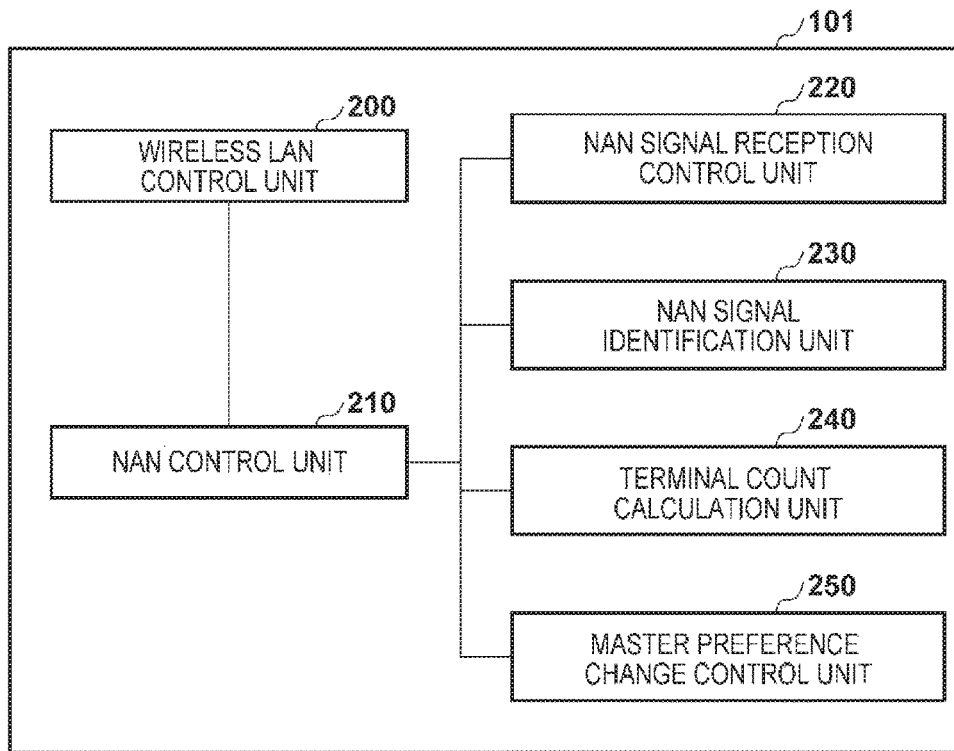 101
200
WIRELESS LAN
CONTROL UNIT
210
NAN CONTROL UNIT
220
NAN SIGNAL RECEPTION
CONTROL UNIT
230
NAN SIGNAL
IDENTIFICATION UNIT
240
TERMINAL COUNT
CALCULATION UNIT
250
MASTER PREFERENCE
CHANGE CONTROL UNIT